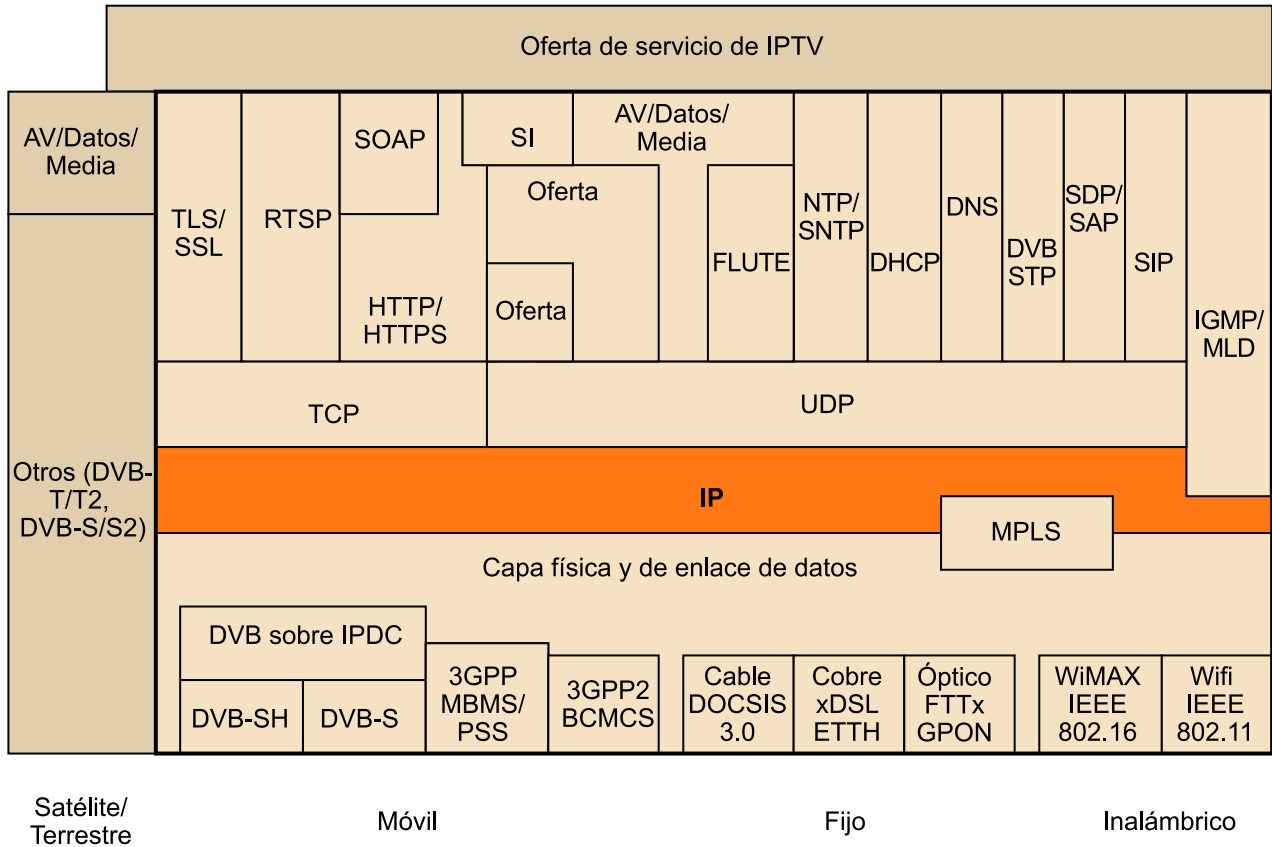 Oferta de servicio de IPTV
AV/Datos/
Media
TLS/
SSL
RTSP
SOAP
HTTP/
HTTPS
SI
Oferta
Oferta
AV/Datos/
Media
FLUTE
NTP/
SNTP
DHCP
DNS
DVB
STP
SDP/
SAP
SIP
IGMP/
MLD
TCP
UDP
Otros (DVB-
T/T2,
DVB-S/S2)
IP
MPLS
Capa física y de enlace de datos
DVB sobre IPDC
DVB-SH
DVB-S
3GPP
MBMS/
PSS
3GPP2
BCMCS
Cable
DOCSIS
3.0
Cobre
xDSL
ETTH
Óptico
FTTx
GPON
WiMAX
IEEE
802.16
Wifi
IEEE
802.11
Satélite/
Terrestre
Móvil
Fijo
Inalámbrico